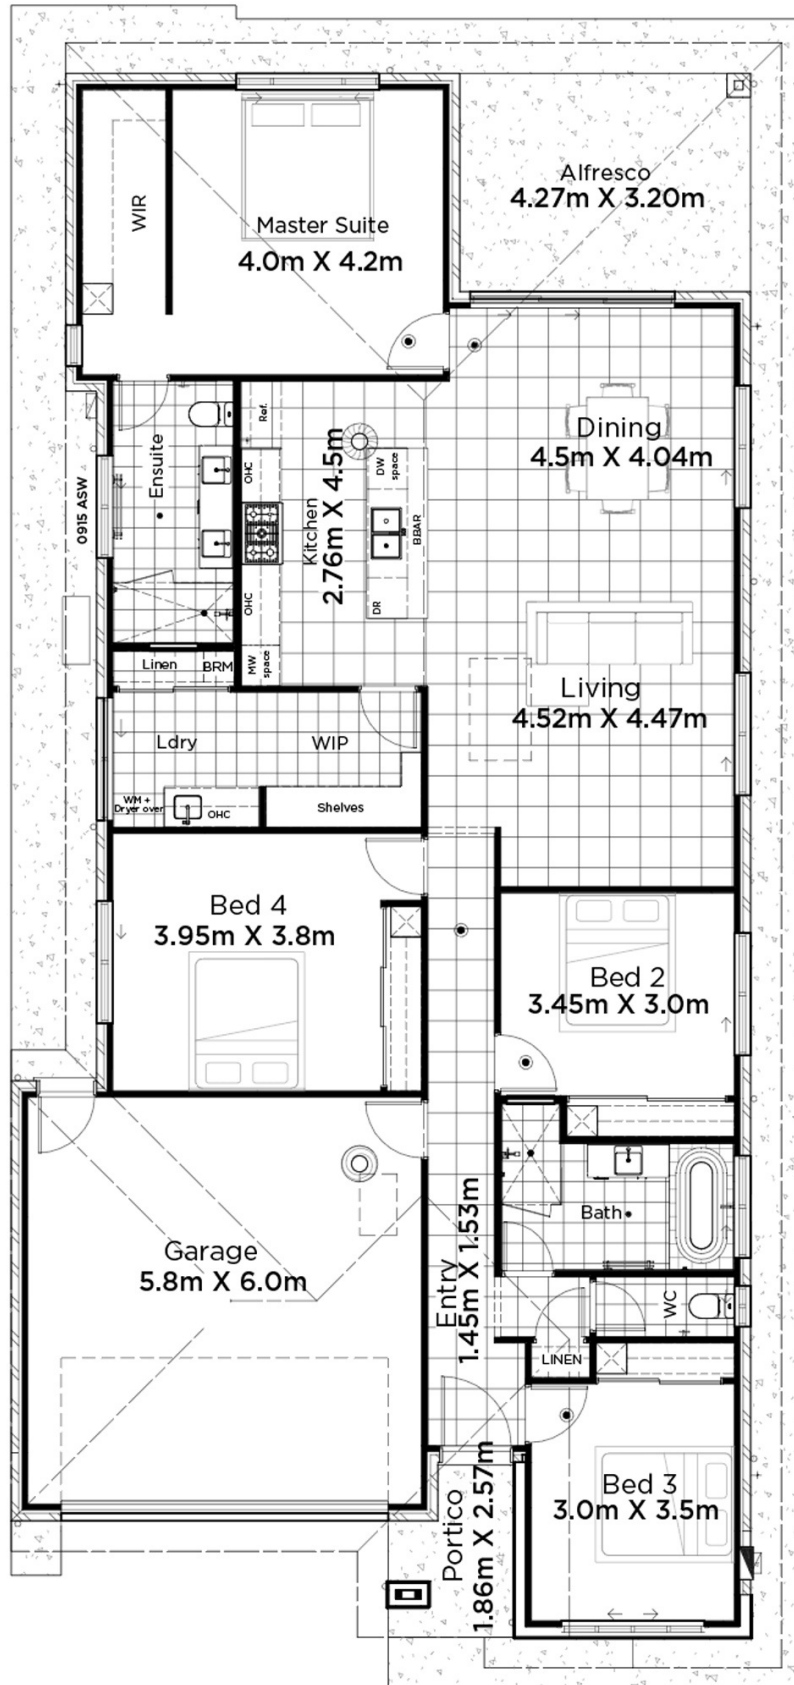 Alfresco
4.27m X 3.20m
WIR
Master Suite
4.0m X 4.2m
Dining
4.5m X 4.04m
Ref.
OHC
Kitchen
2.76m X 4.5m
DW
space
BBAR
DR
OHC
MW
space
Ensuite
0915 ASW
Linen
BRM
Living
4.52m X 4.47m
Ldry
WIP
WM +
Dryer over
OHC
Shelves
Bed 4
3.95m X 3.8m
Bed 2
3.45m X 3.0m
Bath
Garage
5.8m X 6.0m
Entry
1.45m X 1.53m
WC
LINEN
Bed 3
3.0m X 3.5m
Portico
1.86m X 2.57m